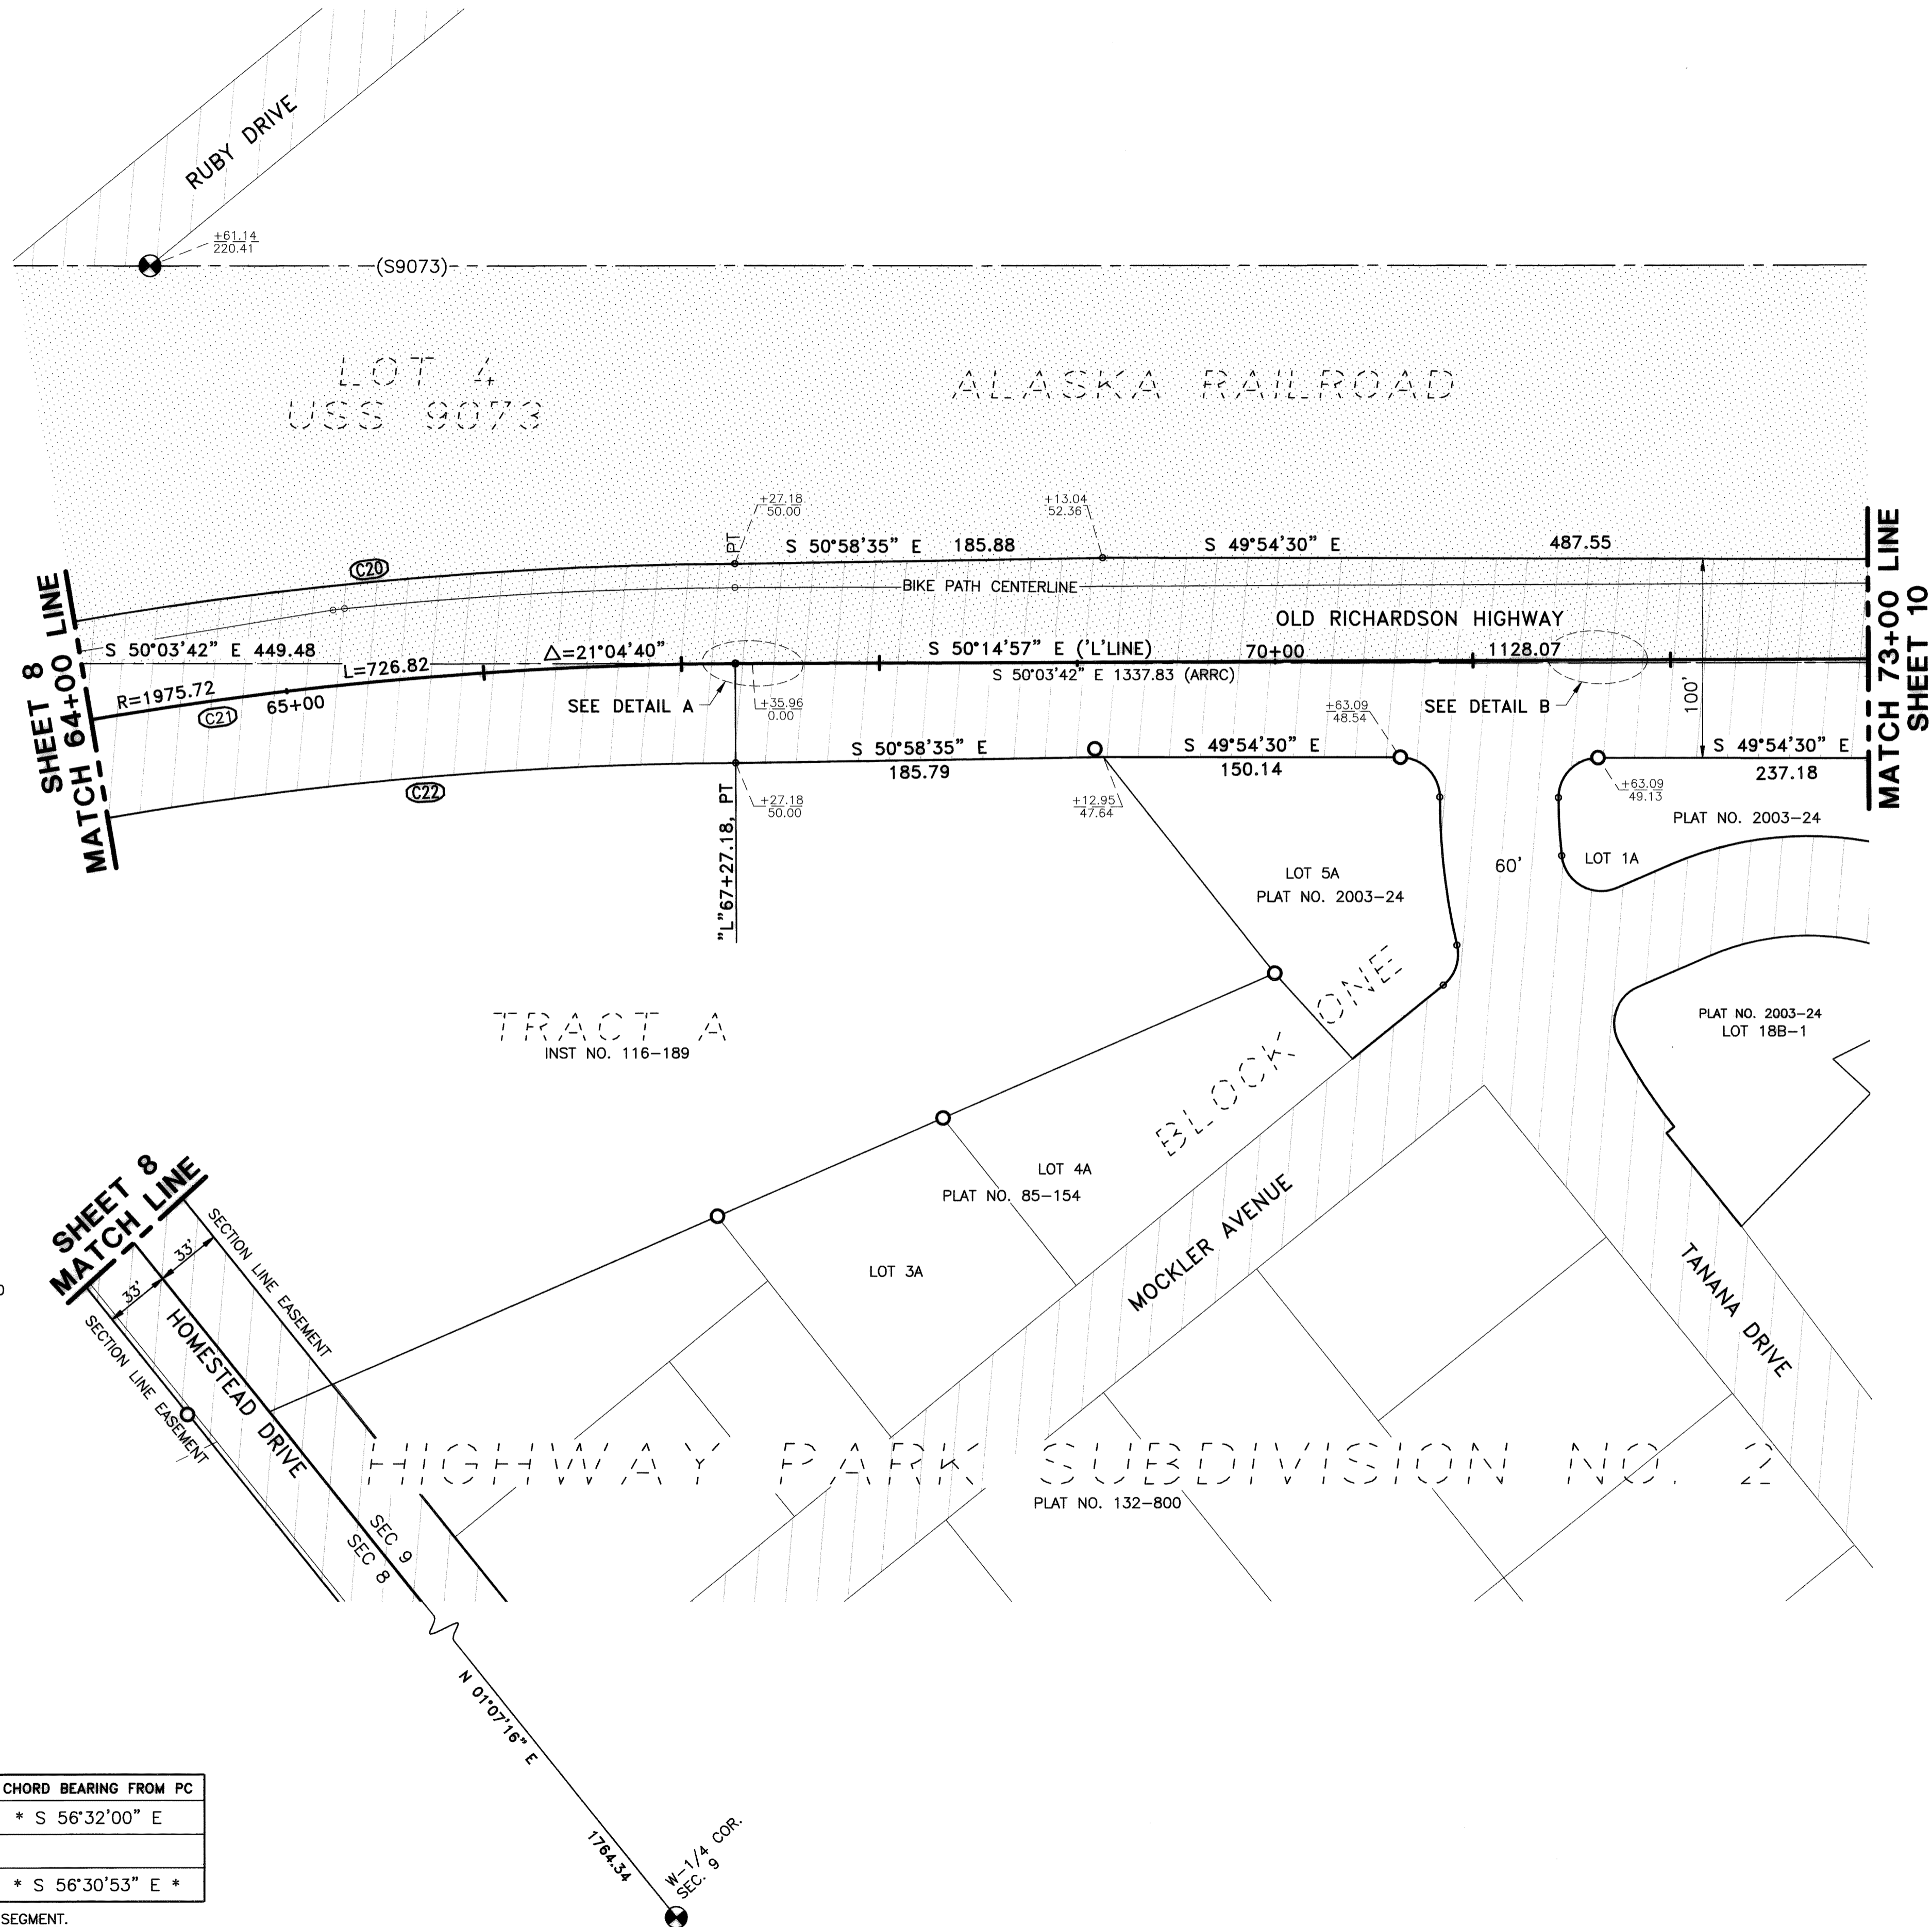 RUBY DRIVE
+61.14
220.41
(S9073)
LOT 4
USS 9073
ALASKA RAILROAD
+27.18
50.00
+13.04
52.36
PT
S 50°58'35" E 185.88
S 49°54'30" E
487.55
C20
BIKE PATH CENTERLINE
OLD RICHARDSON HIGHWAY
SHEET 8
MATCH 64+00 LINE
MATCH 73+00 LINE
SHEET 10
S 50°03'42" E 449.48
L=726.82
Δ=21°04'40"
S 50°14'57" E ('L'LINE)
70+00
1128.07
S 50°03'42" E 1337.83 (ARRC)
R=1975.72
C21
65+00
SEE DETAIL A
+35.96
0.00
+63.09
48.54
SEE DETAIL B
100'
S 50°58'35" E
185.79
S 49°54'30" E
150.14
S 49°54'30" E
237.18
C22
+27.18
50.00
+12.95
47.64
+63.09
49.13
"L"67+27.18, PT
PLAT NO. 2003-24
LOT 1A
60'
LOT 5A
PLAT NO. 2003-24
TRACT A
INST NO. 116-189
BLOCK ONE
PLAT NO. 2003-24
LOT 18B-1
LOT 4A
PLAT NO. 85-154
LOT 3A
MOCKLER AVENUE
TANANA DRIVE
SHEET 8
MATCH LINE
33'
33'
SECTION LINE EASEMENT
SECTION LINE EASEMENT
HOMESTEAD DRIVE
HIGHWAY PARK SUBDIVISION NO. 2
PLAT NO. 132-800
SEC 9
SEC 8
N 01°07'16" E
1764.34
W-1/4 COR.
SEC. 9
CHORD BEARING FROM PC
* S 56°32'00" E
* S 56°30'53" E *
SEGMENT.